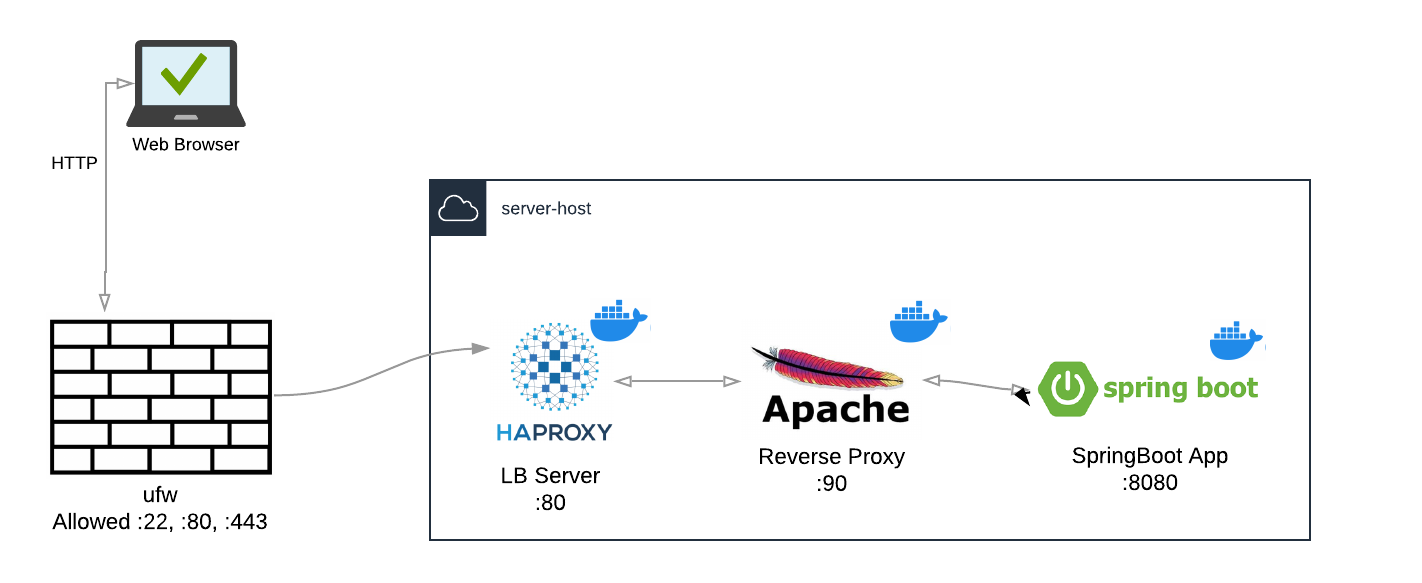 Web Browser
HTTP
server-host
HAPROXY
LB Server
:80
Apache
Reverse Proxy
:90
spring boot
SpringBoot App
:8080
ufw
Allowed :22, :80, :443